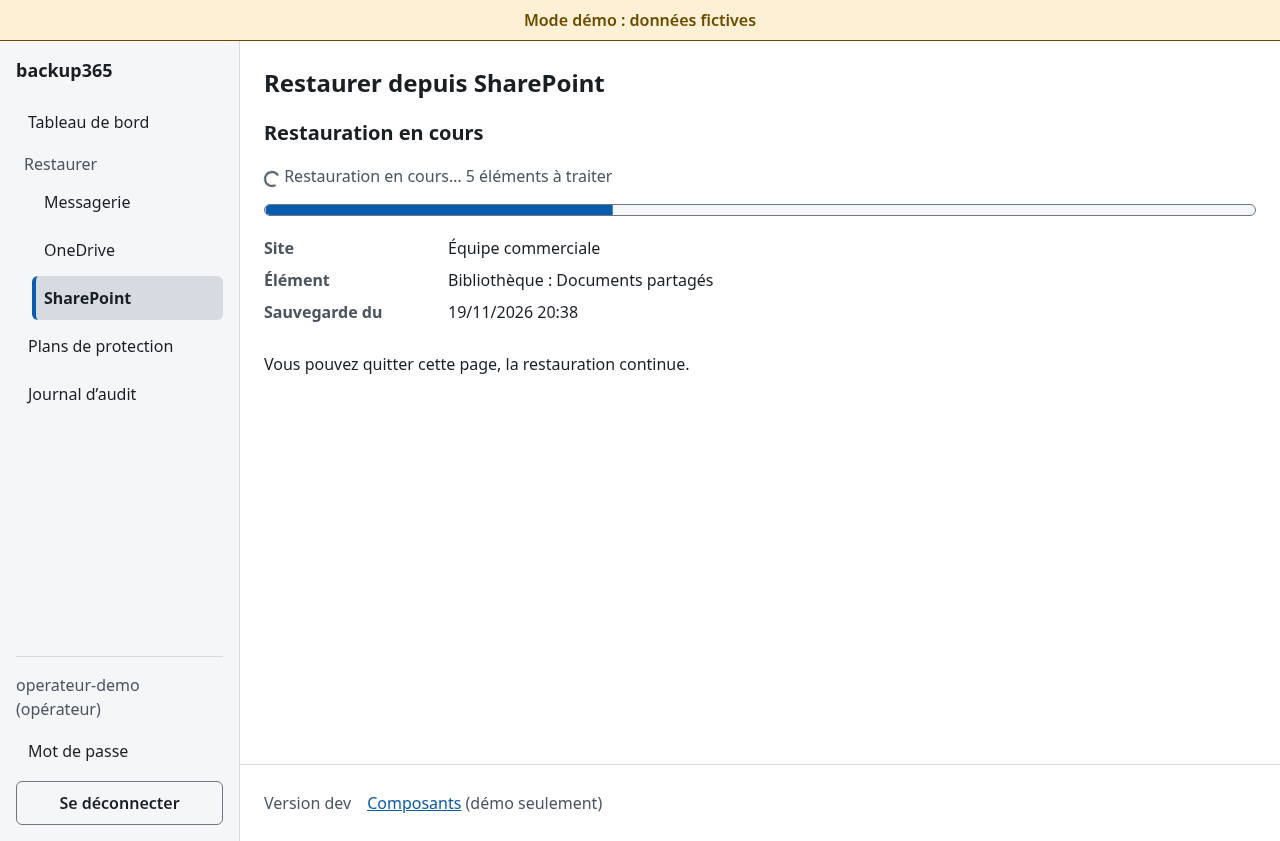 Mode démo : données fictives
backup365
Tableau de bord
Restaurer
Messagerie
OneDrive
SharePoint
Plans de protection
Journal d’audit
operateur-demo
(opérateur)
Mot de passe
Se déconnecter
Restaurer depuis SharePoint
Restauration en cours
Restauration en cours… 5 éléments à traiter
Site Équipe commerciale
Élément Bibliothèque : Documents partagés
Sauvegarde du 19/11/2026 20:38
Vous pouvez quitter cette page, la restauration continue.
Version dev Composants (démo seulement)